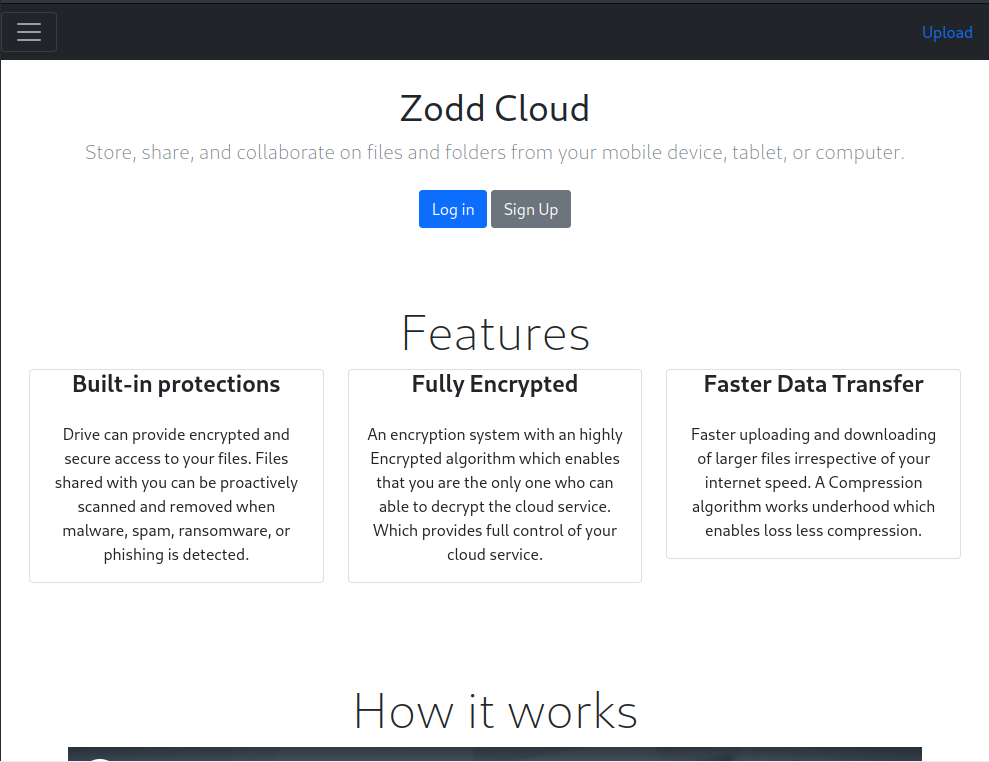 Upload
Zodd Cloud
Store, share, and collaborate on files and folders from your mobile device, tablet, or computer.
Log in
Sign Up
Features
Built-in protections
Drive can provide encrypted and
secure access to your files. Files
shared with you can be proactively
scanned and removed when
malware, spam, ransomware, or
phishing is detected.
Fully Encrypted
An encryption system with an highly
Encrypted algorithm which enables
that you are the only one who can
able to decrypt the cloud service.
Which provides full control of your
cloud service.
Faster Data Transfer
Faster uploading and downloading
of larger files irrespective of your
internet speed. A Compression
algorithm works underhood which
enables loss less compression.
How it works